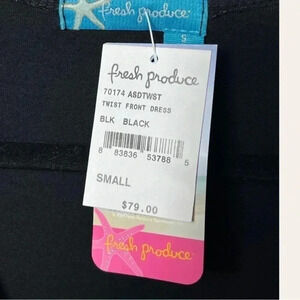 fresh produce
S
fresh produce
70174 ASDTWST
TWIST FRONT DRESS
BLK BLACK
8 83836 53788 5
SMALL
$79.00
fresh produce